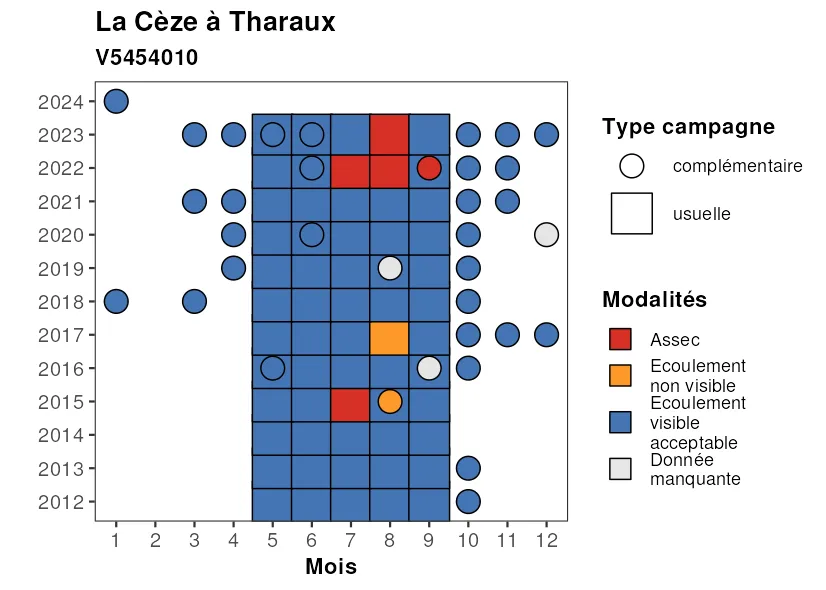 La Cèze à Tharaux
V5454010
2024
2023
2022
2021
2020
2019
2018
2017
2016
2015
2014
2013
2012
1 2 3 4 5 6 7 8 9 10 11 12
Mois
Type campagne
complémentaire
usuelle
Modalités
Assec
Ecoulement
non visible
Ecoulement
visible
acceptable
Donnée
manquante